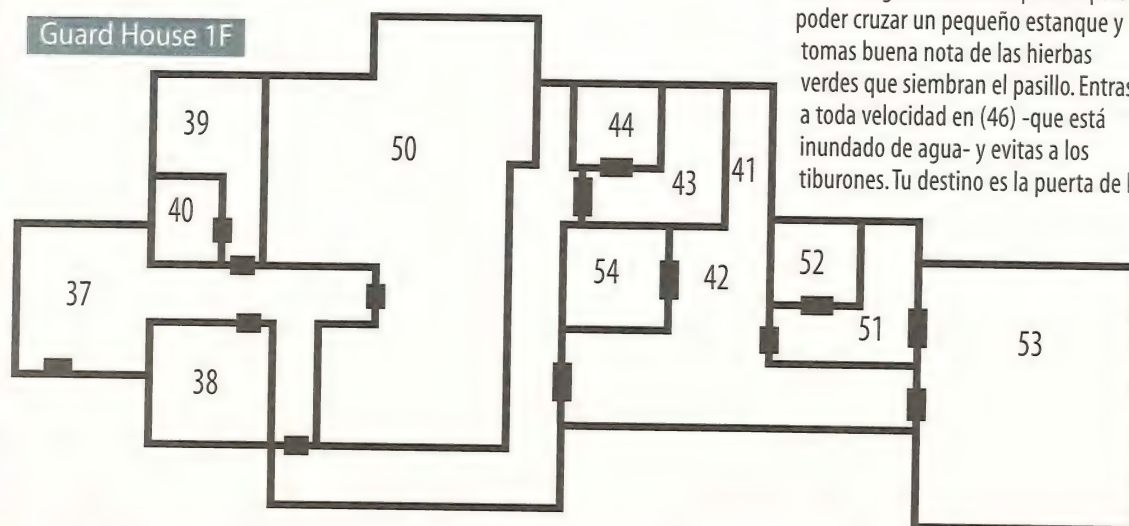 Guard House 1F
poder cruzar un pequeño estanque y
tomas buena nota de las hierbas
verdes que siembran el pasillo. Entras
a toda velocidad en (46) -que está
inundado de agua- y evitas a los
tiburones. Tu destino es la puerta de
39
44
50
41
43
40
52
54
42
37
51
53
38